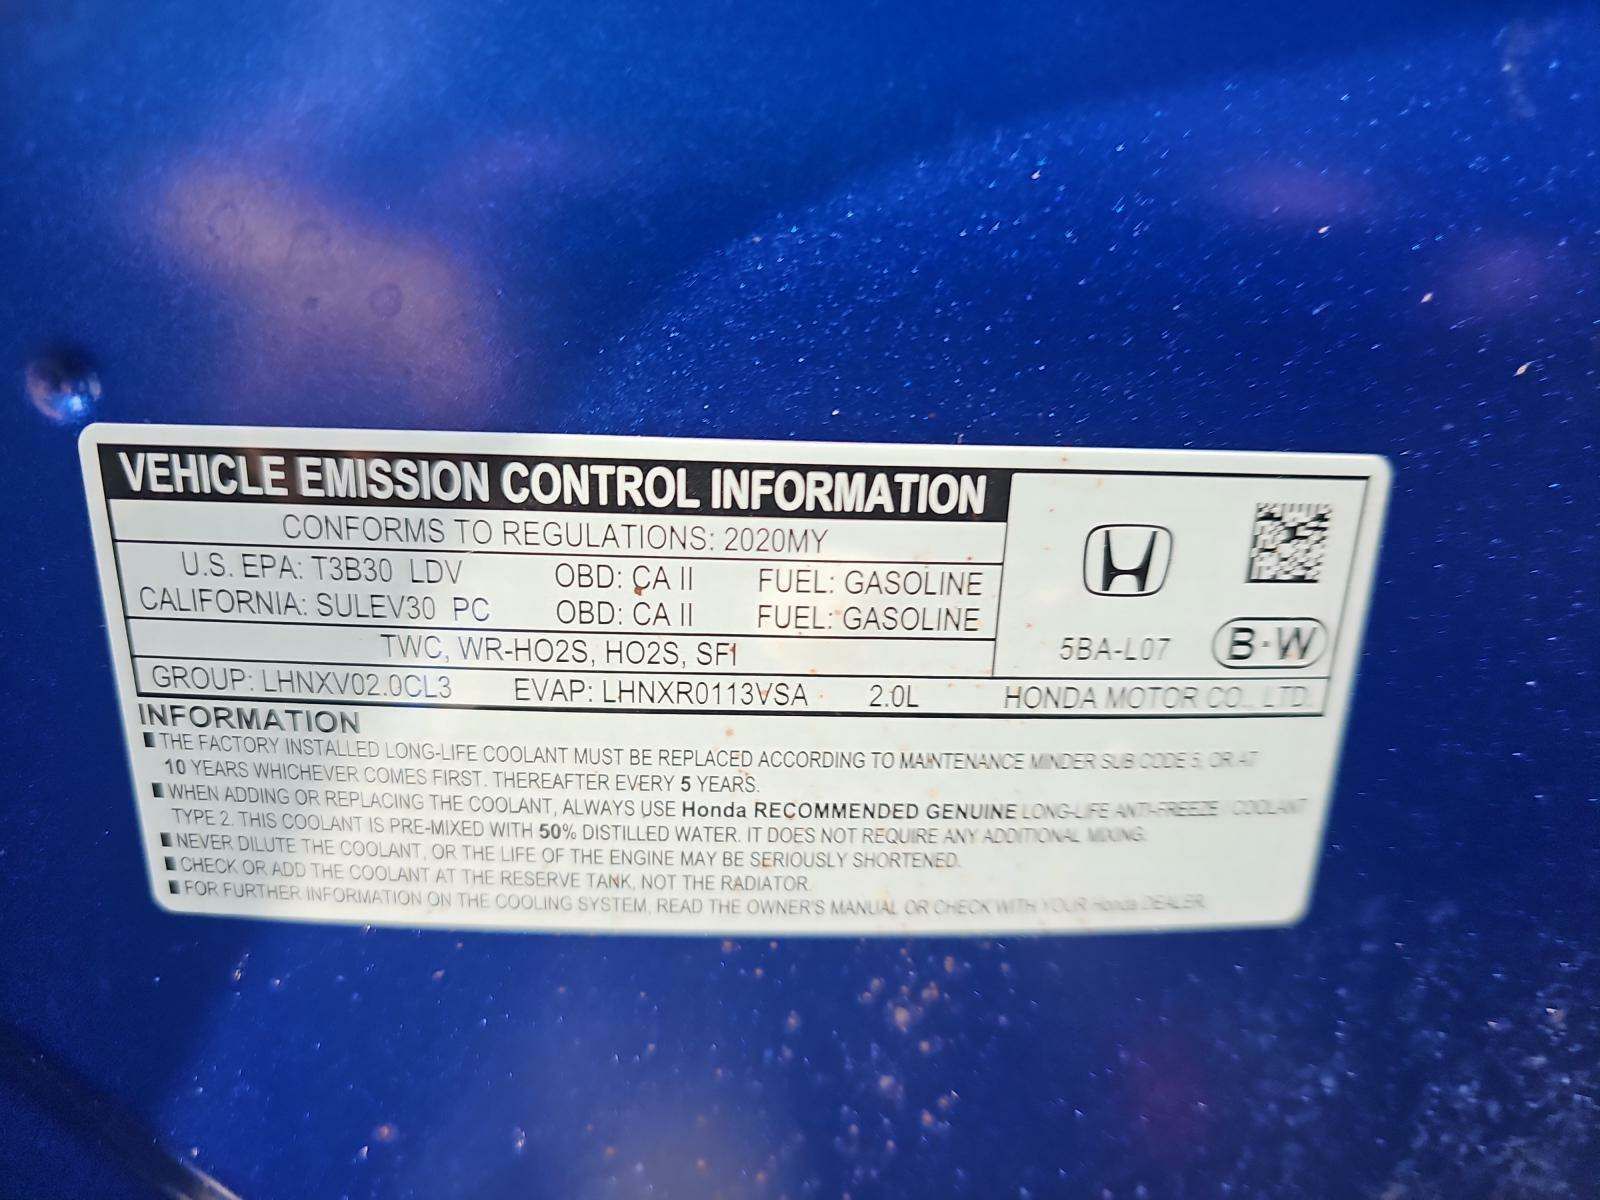 VEHICLE EMISSION CONTROL INFORMATION
CONFORMS TO REGULATIONS: 2020MY
U.S. EPA: T3B30 LDV OBD: CA II FUEL: GASOLINE
CALIFORNIA: SULEV30 PC OBD: CA II FUEL: GASOLINE
TWC, WR-HO2S, HO2S, SFI
5BA-L07 B-W
GROUP: LHNXV02.0CL3 EVAP: LHNXR0113VSA 2.0L HONDA MOTOR CO., LTD.
INFORMATION
THE FACTORY INSTALLED LONG-LIFE COOLANT MUST BE REPLACED ACCORDING TO MAINTENANCE MINDER SUB CODE 5, OR AT
10 YEARS WHICHEVER COMES FIRST. THEREAFTER EVERY 5 YEARS.
WHEN ADDING OR REPLACING THE COOLANT, ALWAYS USE Honda RECOMMENDED GENUINE LONG-LIFE ANTI-FREEZE / COOLANT
TYPE 2. THIS COOLANT IS PRE-MIXED WITH 50% DISTILLED WATER. IT DOES NOT REQUIRE ANY ADDITIONAL MIXING.
NEVER DILUTE THE COOLANT, OR THE LIFE OF THE ENGINE MAY BE SERIOUSLY SHORTENED.
CHECK OR ADD THE COOLANT AT THE RESERVE TANK, NOT THE RADIATOR.
FOR FURTHER INFORMATION ON THE COOLING SYSTEM, READ THE OWNER'S MANUAL OR CHECK WITH YOUR Honda DEALER.